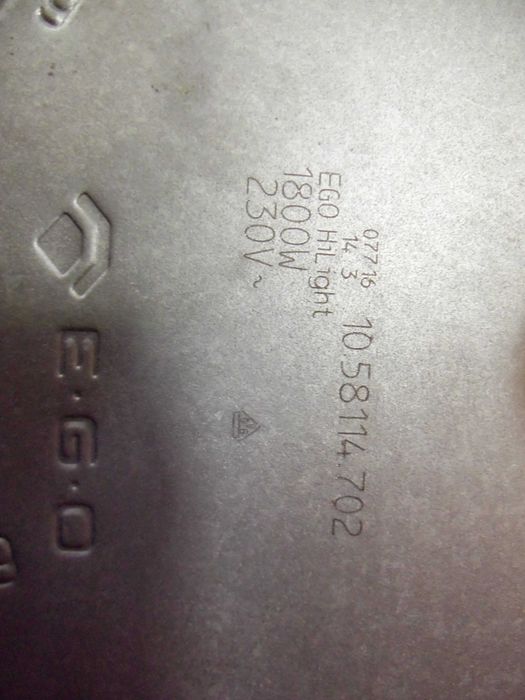 07716
14 3 10.58114.702
EGO HiLight
1800W
230V ~
E·G·O